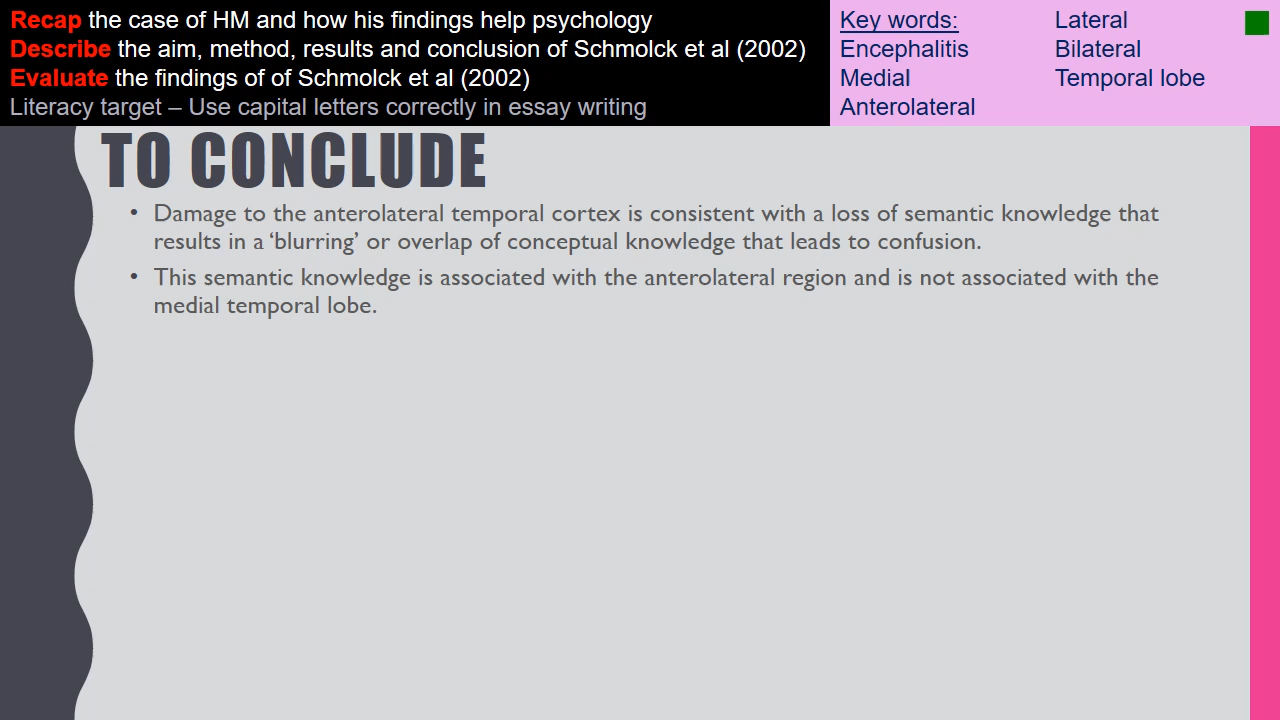 Recap the case of HM and how his findings help psychology
Describe the aim, method, results and conclusion of Schmolck et al (2002)
Evaluate the findings of of Schmolck et al (2002)
Literacy target – Use capital letters correctly in essay writing
Key words:
Encephalitis
Medial
Anterolateral
Lateral
Bilateral
Temporal lobe
TO CONCLUDE
• Damage to the anterolateral temporal cortex is consistent with a loss of semantic knowledge that
results in a ‘blurring’ or overlap of conceptual knowledge that leads to confusion.
• This semantic knowledge is associated with the anterolateral region and is not associated with the
medial temporal lobe.